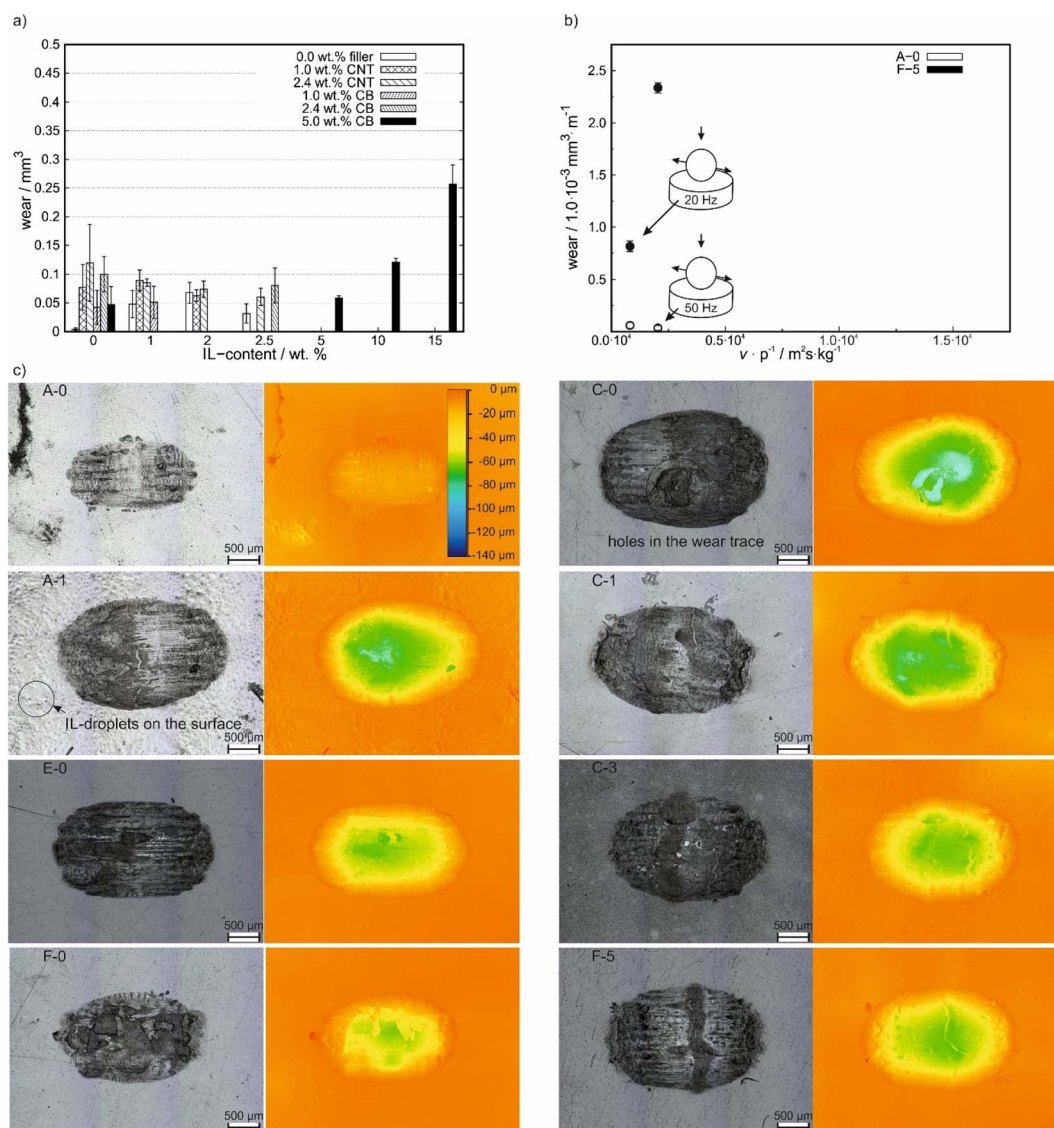 a)
0.5
0.45
0.4
0.35
0.3
0.25
0.2
0.15
0.1
0.05
0
wear / mm³
0.0 wt.% filler
1.0 wt.% CNT
2.4 wt.% CNT
1.0 wt.% CB
2.4 wt.% CB
5.0 wt.% CB
0 1 2 2.5 5 10 15
IL−content / wt. %
b)
A−0
F−5
2.5
2.0
1.5
1.0
0.5
wear / 1.0·10⁻³ mm³· m⁻¹
20 Hz
50 Hz
0.0·10⁴ 0.5·10⁴ 1.0·10⁴ 1.5·10⁴
v · p⁻¹ / m²s·kg⁻¹
c)
A-0
500 µm
0 µm
-20 µm
-40 µm
-60 µm
-80 µm
-100 µm
-120 µm
-140 µm
C-0
holes in the wear trace
500 µm
A-1
IL-droplets on the surface
500 µm
C-1
500 µm
E-0
500 µm
C-3
500 µm
F-0
500 µm
F-5
500 µm